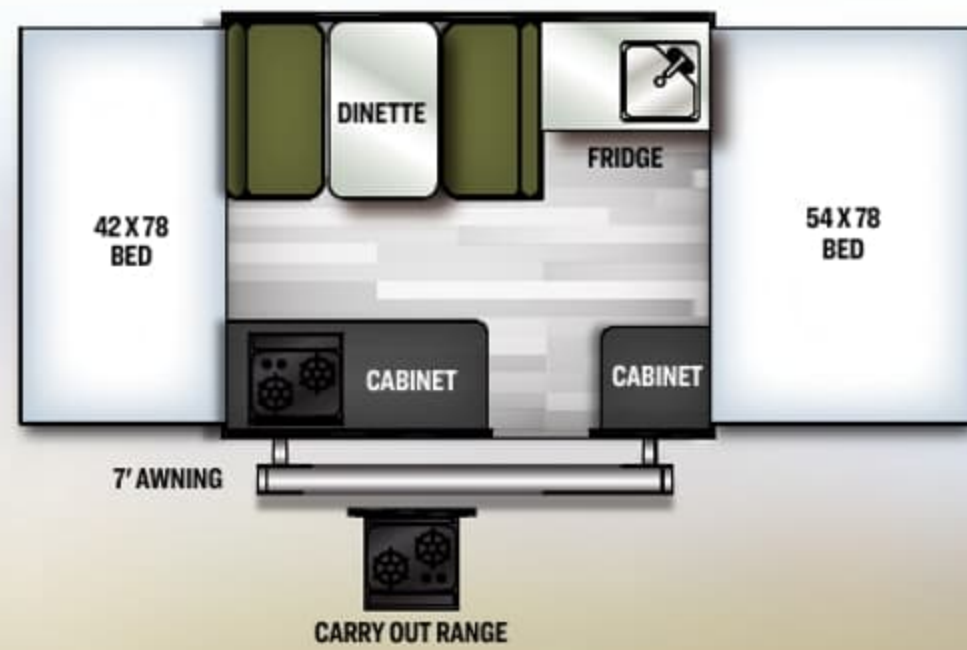 DINETTE
FRIDGE
42 X 78
BED
54 X 78
BED
CABINET
CABINET
7' AWNING
CARRY OUT RANGE